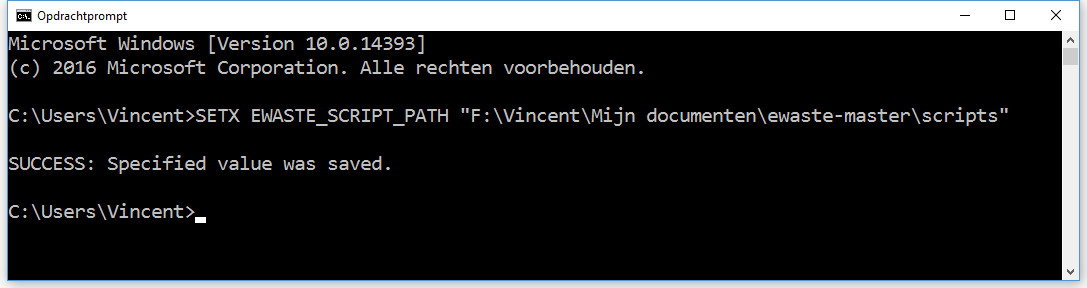 Opdrachtprompt
Microsoft Windows [Version 10.0.14393]
(c) 2016 Microsoft Corporation. Alle rechten voorbehouden.
C:\Users\Vincent>SETX EWASTE_SCRIPT_PATH "F:\Vincent\Mijn documenten\ewaste-master\scripts"
SUCCESS: Specified value was saved.
C:\Users\Vincent>